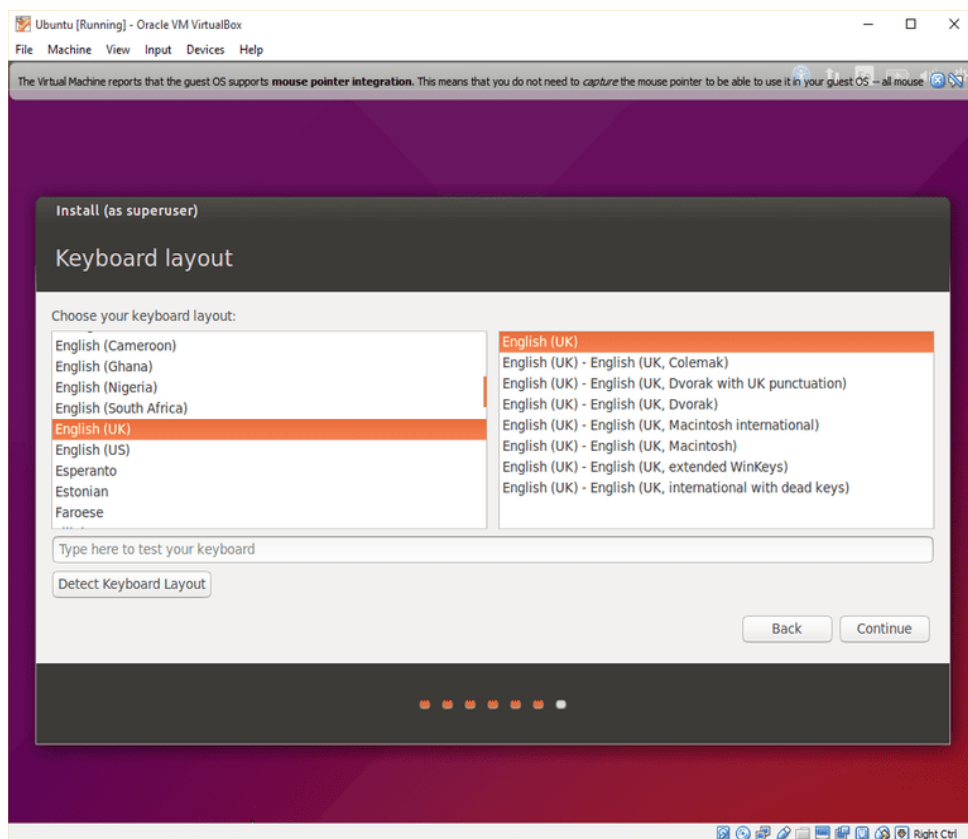 Ubuntu [Running] - Oracle VM VirtualBox
File Machine View Input Devices Help
The Virtual Machine reports that the guest OS supports mouse pointer integration. This means that you do not need to capture the mouse pointer to be able to use it in your guest OS -- all mouse
Install (as superuser)
Keyboard layout
Choose your keyboard layout:
English (Cameroon)
English (Ghana)
English (Nigeria)
English (South Africa)
English (UK)
English (US)
Esperanto
Estonian
Faroese
English (UK)
English (UK) - English (UK, Colemak)
English (UK) - English (UK, Dvorak with UK punctuation)
English (UK) - English (UK, Dvorak)
English (UK) - English (UK, Macintosh international)
English (UK) - English (UK, Macintosh)
English (UK) - English (UK, extended WinKeys)
English (UK) - English (UK, international with dead keys)
Type here to test your keyboard
Detect Keyboard Layout
Back Continue
Right Ctrl